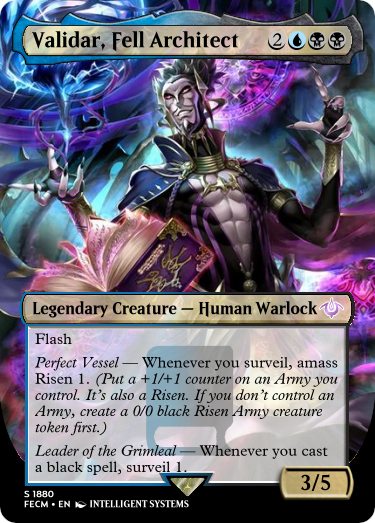 Validar, Fell Architect 2
Legendary Creature — Human Warlock
Flash
Perfect Vessel — Whenever you surveil, amass
Risen 1. (Put a +1/+1 counter on an Army you
control. It's also a Risen. If you don't control an
Army, create a 0/0 black Risen Army creature
token first.)
Leader of the Grimleal — Whenever you cast
a black spell, surveil 1.
3/5
S 1880
FECM • EN INTELLIGENT SYSTEMS